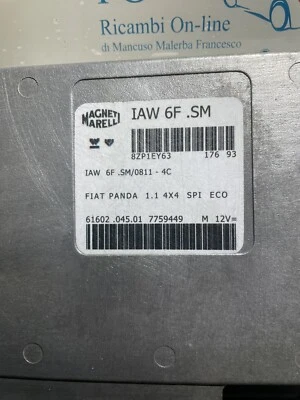 Ricambi On-line
di Mancuso Malerba Francesco
MAGNETI MARELLI IAW 6F .SM
8ZP1EY63 176 93
IAW 6F .SM/0811 - 4C
FIAT PANDA 1.1 4X4 SPI ECO
61602 .045.01 7759449 M 12V=